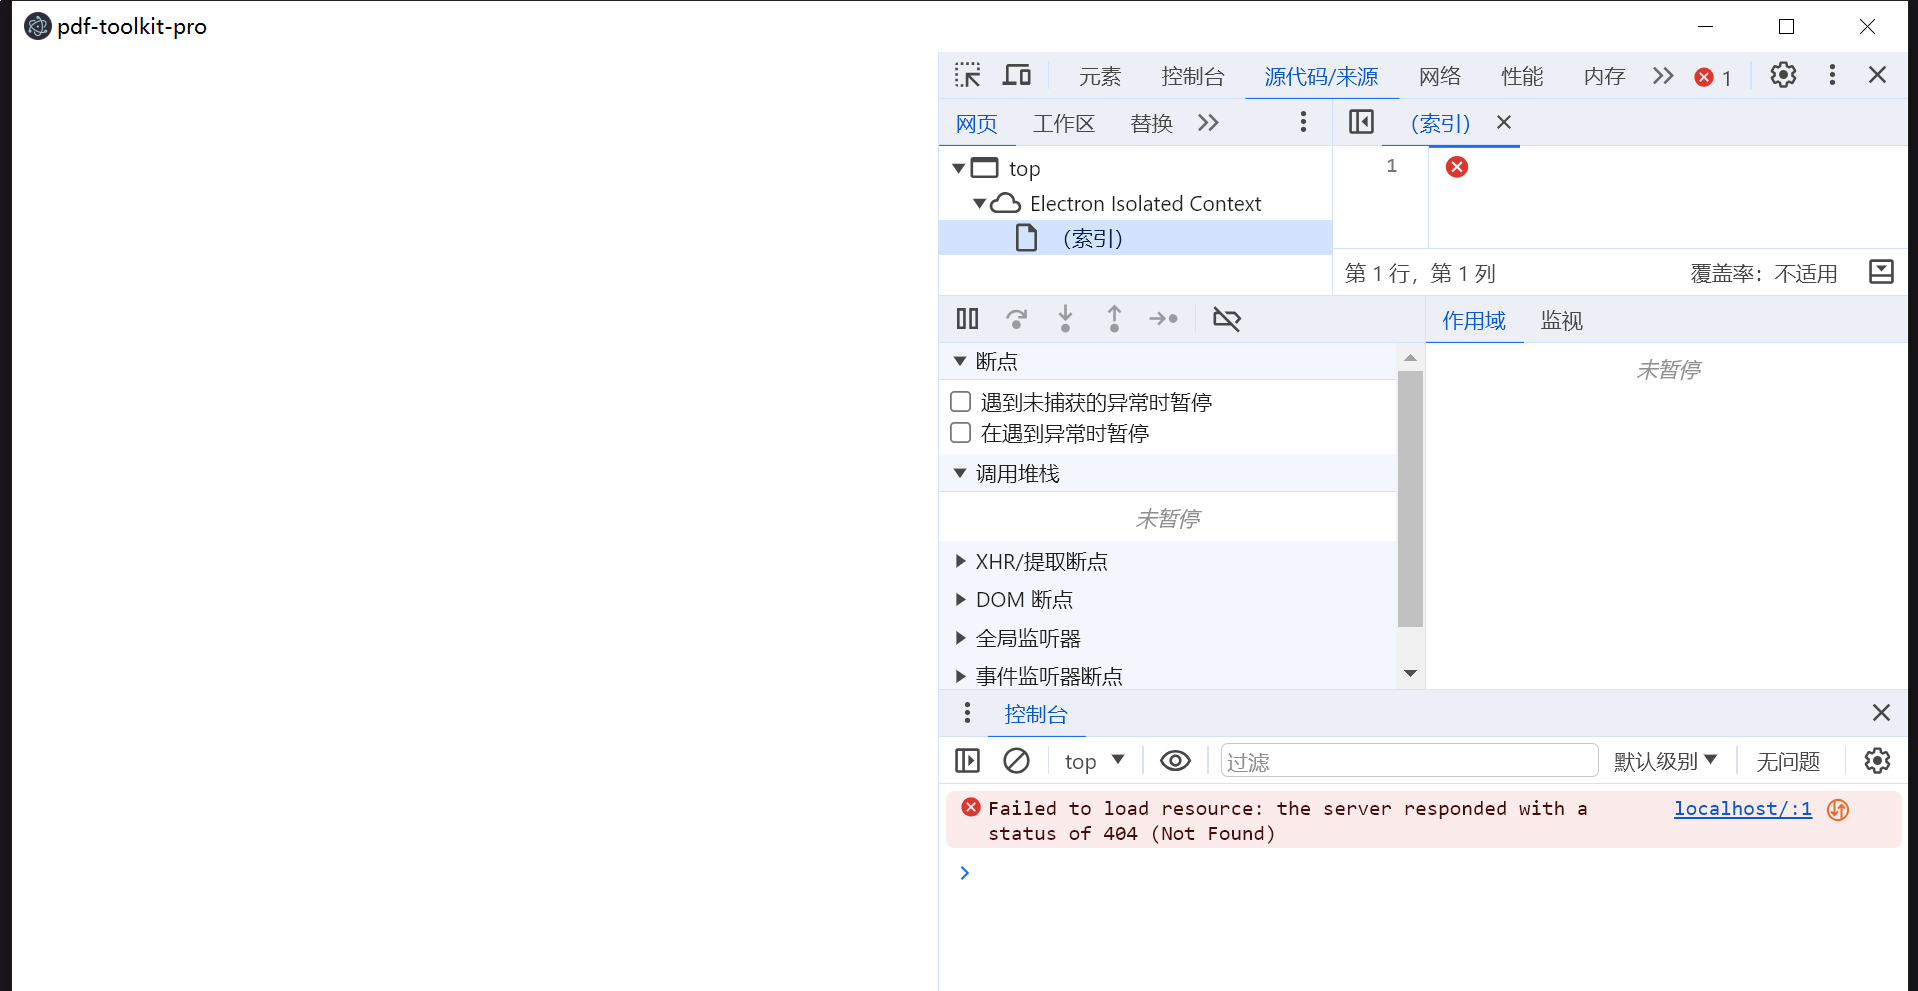 pdf-toolkit-pro
元素 控制台 源代码/来源 网络 性能 内存 1
网页 工作区 替换 (索引)
top
1
Electron Isolated Context
(索引)
第 1 行，第 1 列 覆盖率：不适用
作用域 监视
断点
未暂停
遇到未捕获的异常时暂停
在遇到异常时暂停
调用堆栈
未暂停
XHR/提取断点
DOM 断点
全局监听器
事件监听器断点
控制台
top 过滤 默认级别 无问题
Failed to load resource: the server responded with a localhost/:1
status of 404 (Not Found)